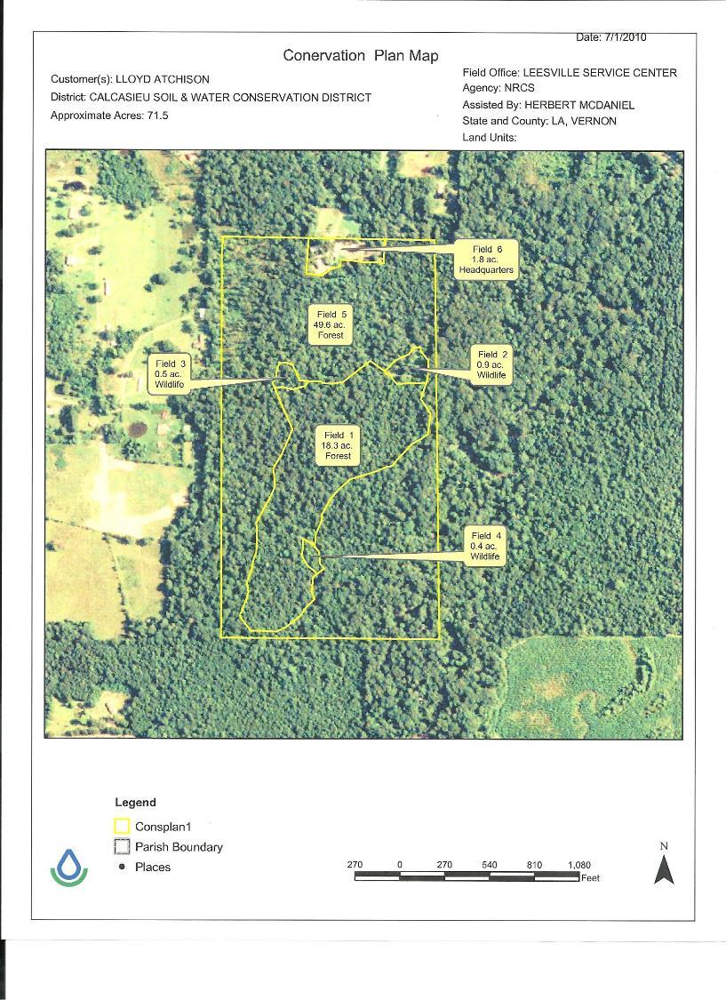 Date: 7/1/2010
Conervation Plan Map
Customer(s): LLOYD ATCHISON
District: CALCASIEU SOIL & WATER CONSERVATION DISTRICT
Approximate Acres: 71.5
Field Office: LEESVILLE SERVICE CENTER
Agency: NRCS
Assisted By: HERBERT MCDANIEL
State and County: LA, VERNON
Land Units:
Field 6
1.8 ac.
Headquarters
Field 5
49.6 ac.
Forest
Field 3
0.5 ac.
Wildlife
Field 2
0.9 ac.
Wildlife
Field 1
18.3 ac.
Forest
Field 4
0.4 ac.
Wildlife
Legend
Consplan1
Parish Boundary
Places
270 0 270 540 810 1,080
Feet
N